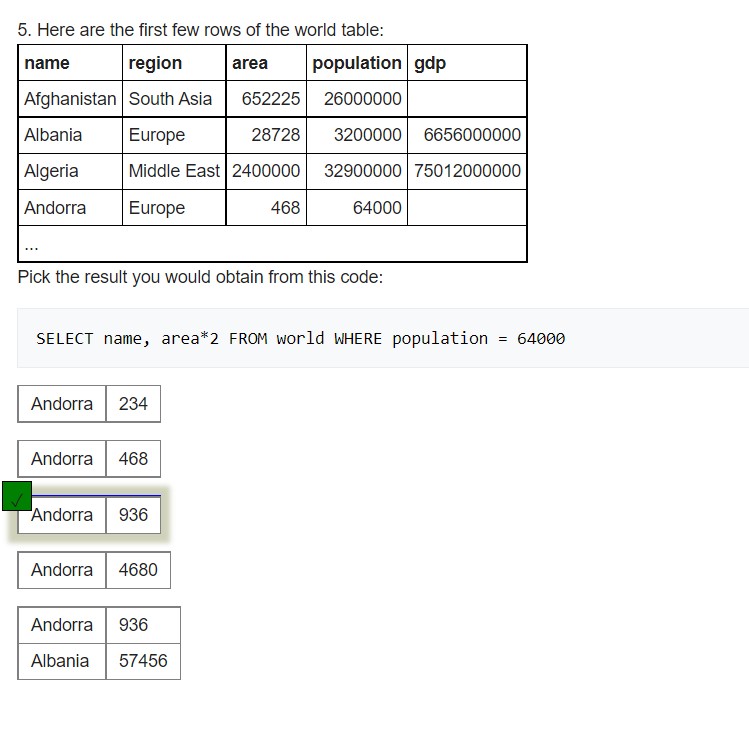 5. Here are the first few rows of the world table:
name region area population gdp
Afghanistan South Asia 652225 26000000
Albania Europe 28728 3200000 6656000000
Algeria Middle East 2400000 32900000 75012000000
Andorra Europe 468 64000
...
Pick the result you would obtain from this code:
SELECT name, area*2 FROM world WHERE population = 64000
Andorra 234
Andorra 468
✓
Andorra 936
Andorra 4680
Andorra 936
Albania 57456